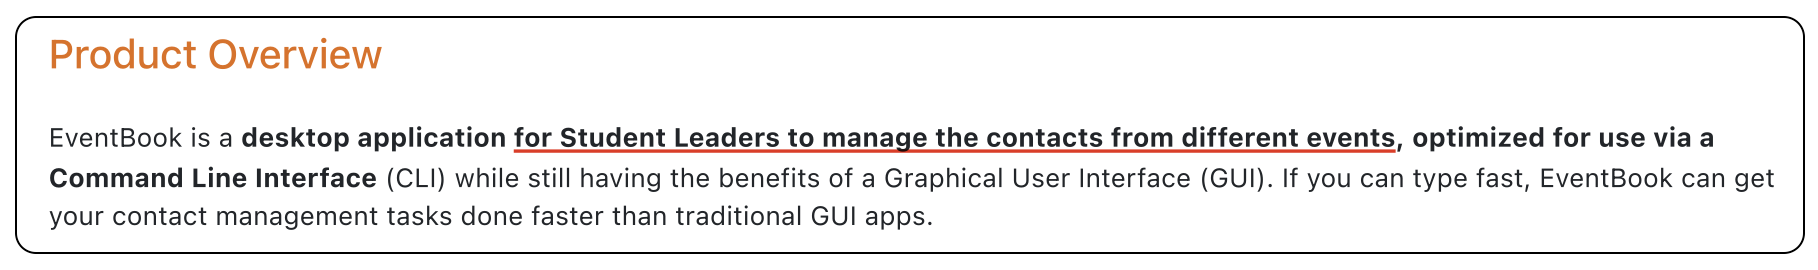 Product Overview
EventBook is a desktop application for Student Leaders to manage the contacts from different events, optimized for use via a
Command Line Interface (CLI) while still having the benefits of a Graphical User Interface (GUI). If you can type fast, EventBook can get
your contact management tasks done faster than traditional GUI apps.